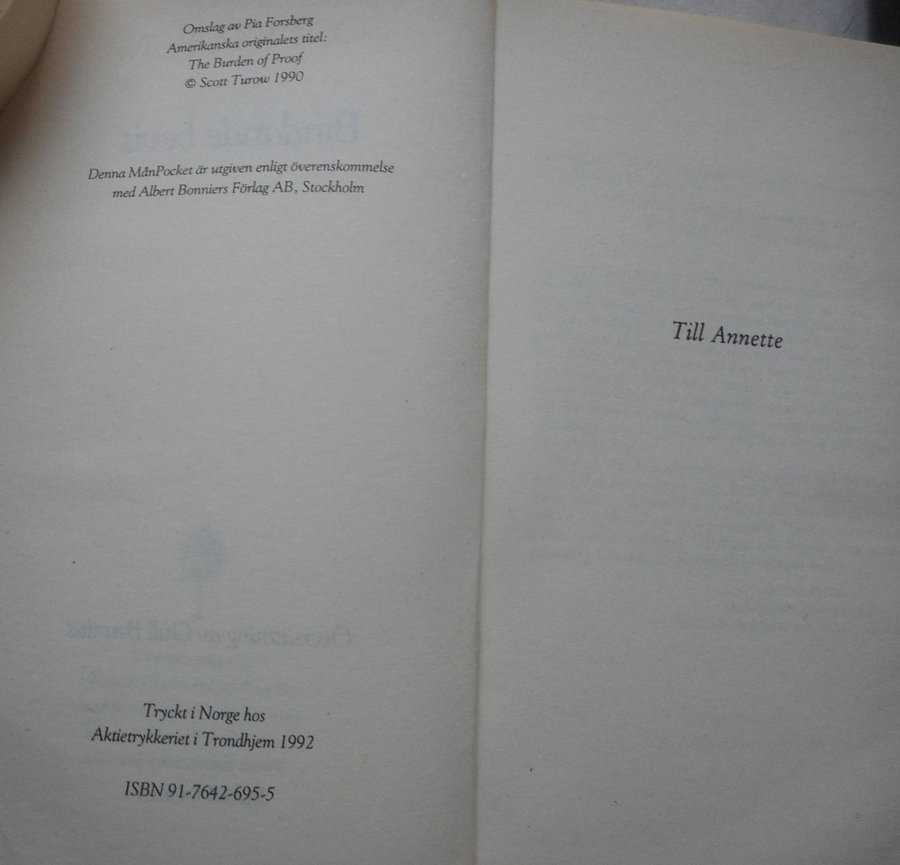 Omslag av Pia Forsberg
Amerikanska originalets titel:
The Burden of Proof
© Scott Turow 1990
Denna MånPocket är utgiven enligt överenskommelse
med Albert Bonniers Förlag AB, Stockholm
Tryckt i Norge hos
Aktietrykkeriet i Trondhjem 1992
ISBN 91-7642-695-5
Till Annette